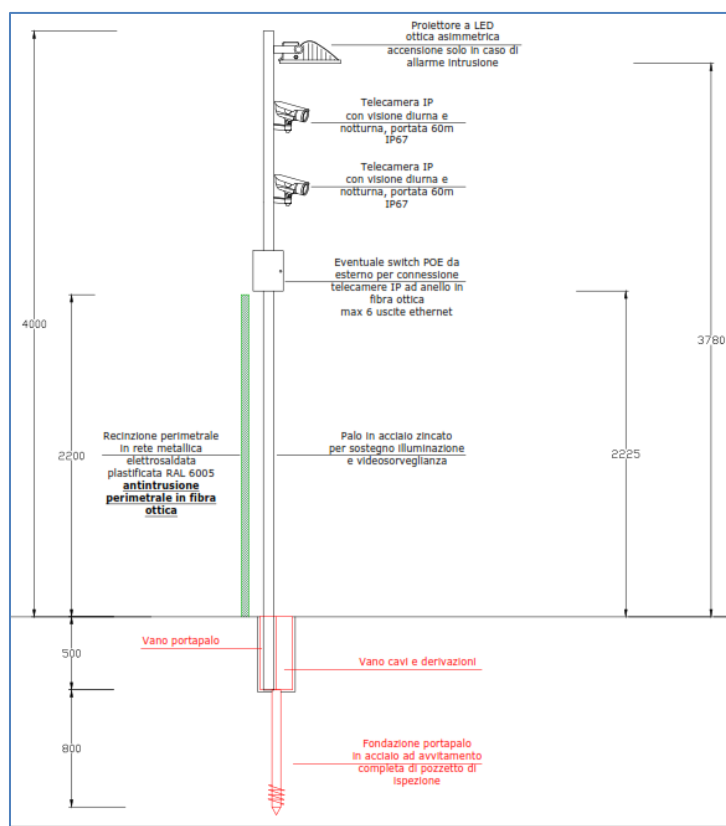 Proiettore a LED
ottica asimmetrica
accensione solo in caso di
allarme intrusione
Telecamera IP
con visione diurna e
notturna, portata 60m
IP67
Telecamera IP
con visione diurna e
notturna, portata 60m
IP67
Eventuale switch POE da
esterno per connessione
telecamere IP ad anello in
fibra ottica
max 6 uscite ethernet
4000
3780
Recinzione perimetrale
in rete metallica
elettrosaldata
plastificata RAL 6005
antintrusione
perimetrale in fibra
ottica
2200
Palo in acciaio zincato
per sostegno illuminazione
e videosorveglianza
2225
500
Vano portapalo
Vano cavi e derivazioni
800
Fondazione portapalo
in acciaio ad avvitamento
completa di pozzetto di
ispezione